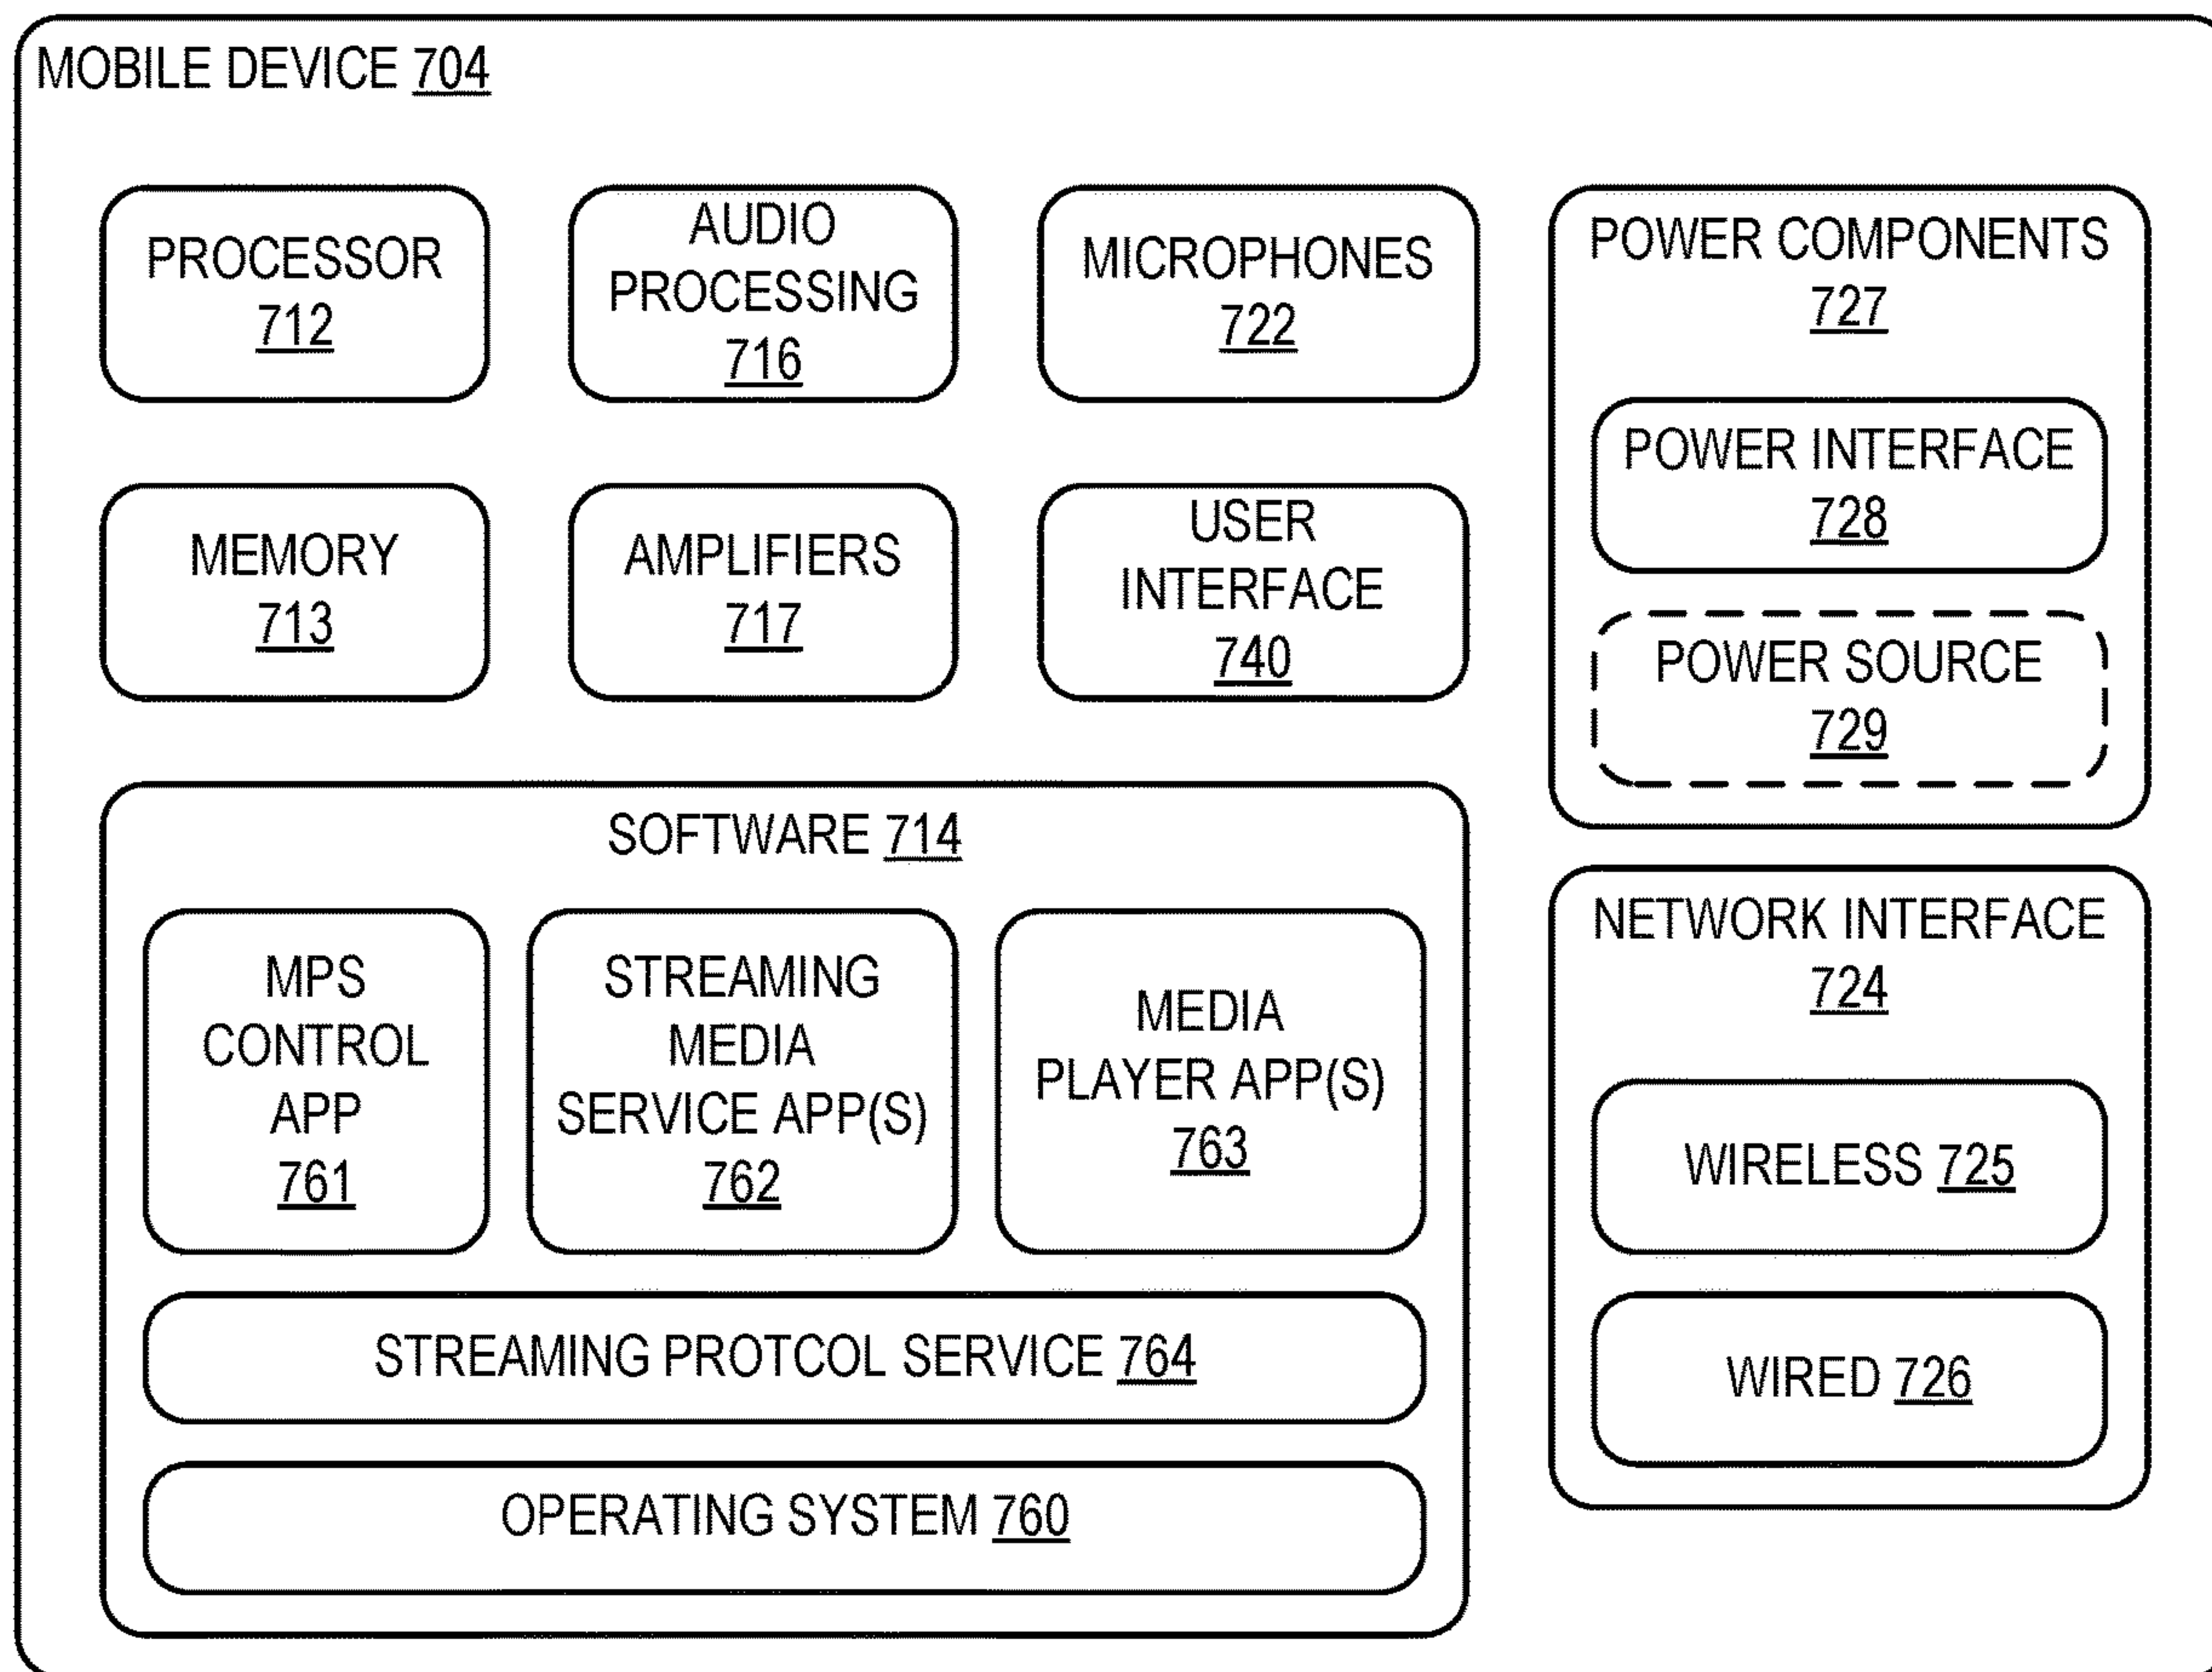 MOBILE DEVICE 704
PROCESSOR
712
AUDIO
PROCESSING
716
MICROPHONES
722
POWER COMPONENTS
727
POWER INTERFACE
728
POWER SOURCE
729
MEMORY
713
AMPLIFIERS
717
USER
INTERFACE
740
SOFTWARE 714
MPS
CONTROL
APP
761
STREAMING
MEDIA
SERVICE APP(S)
762
MEDIA
PLAYER APP(S)
763
STREAMING PROTCOL SERVICE 764
OPERATING SYSTEM 760
NETWORK INTERFACE
724
WIRELESS 725
WIRED 726